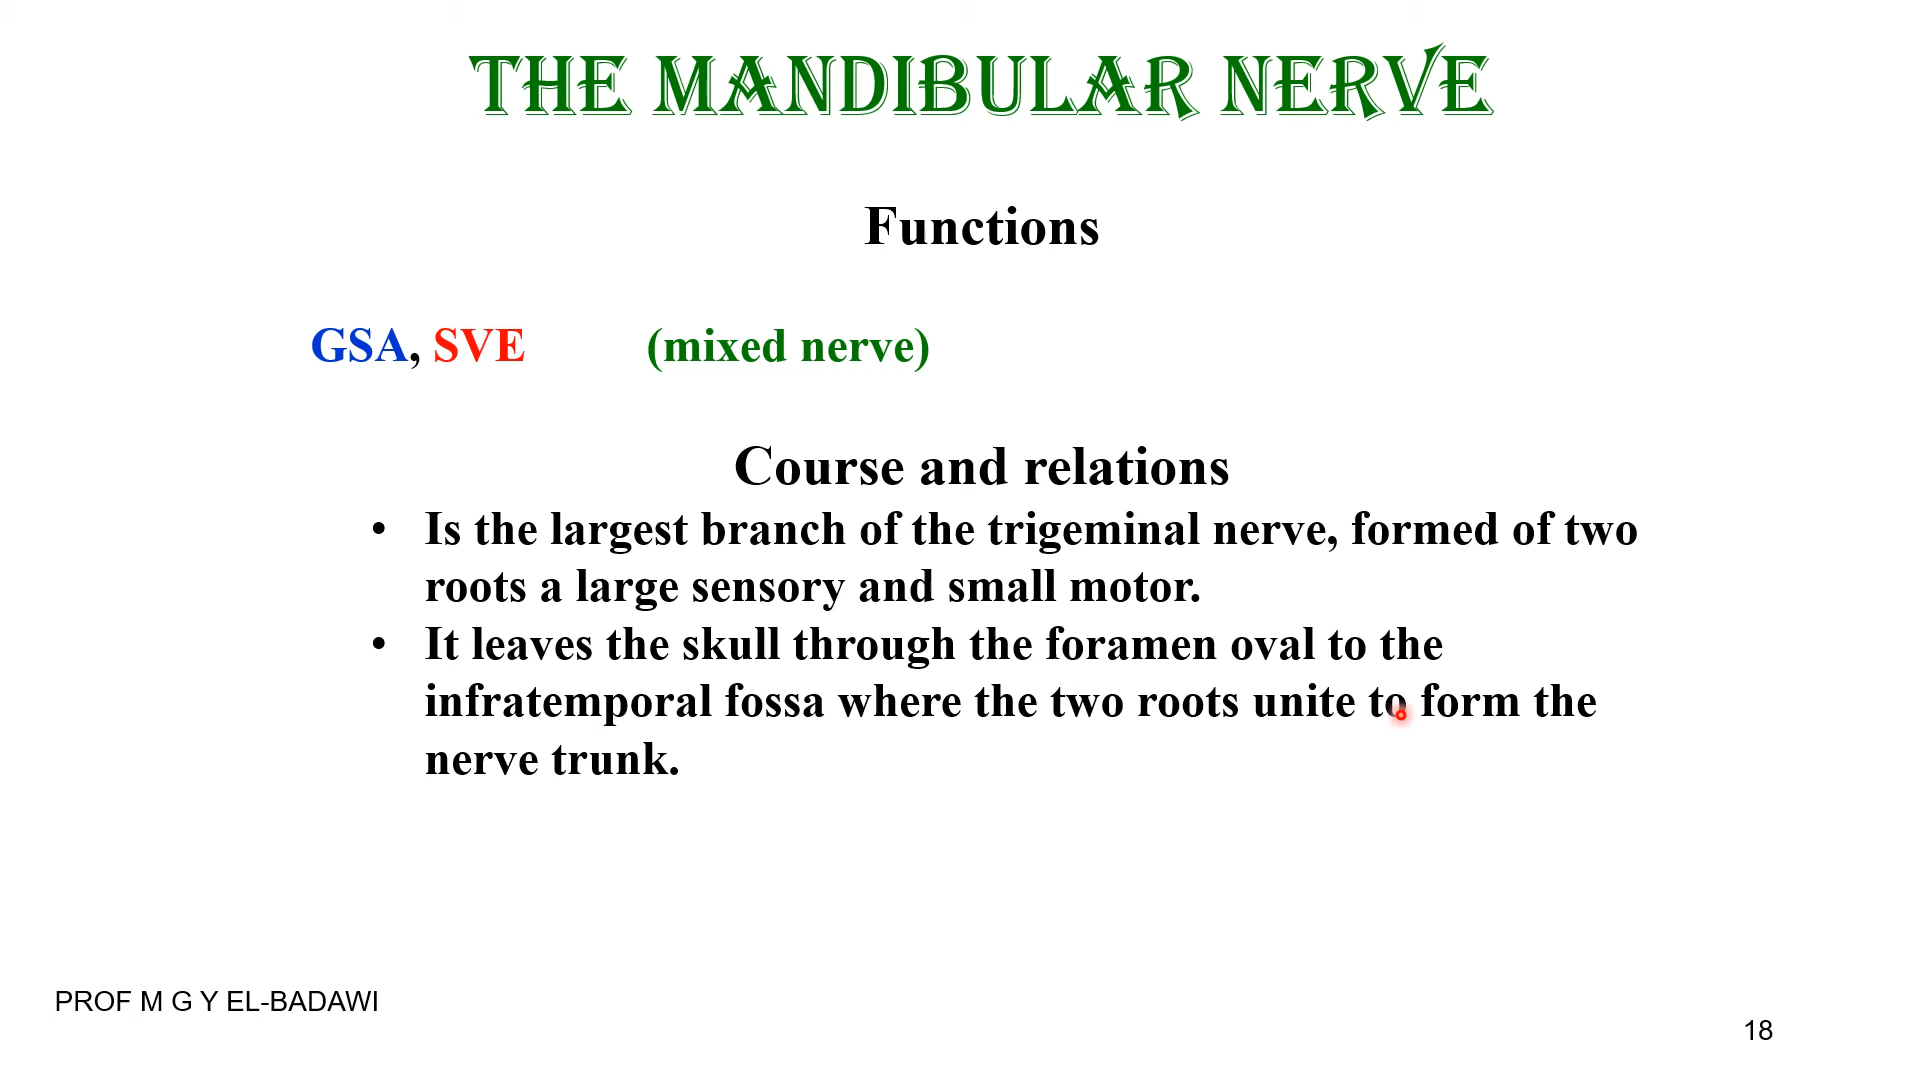 THE MANDIBULAR NERVE
Functions
GSA, SVE (mixed nerve)
Course and relations
• Is the largest branch of the trigeminal nerve, formed of two
roots a large sensory and small motor.
• It leaves the skull through the foramen oval to the
infratemporal fossa where the two roots unite to form the
nerve trunk.
PROF M G Y EL-BADAWI
18